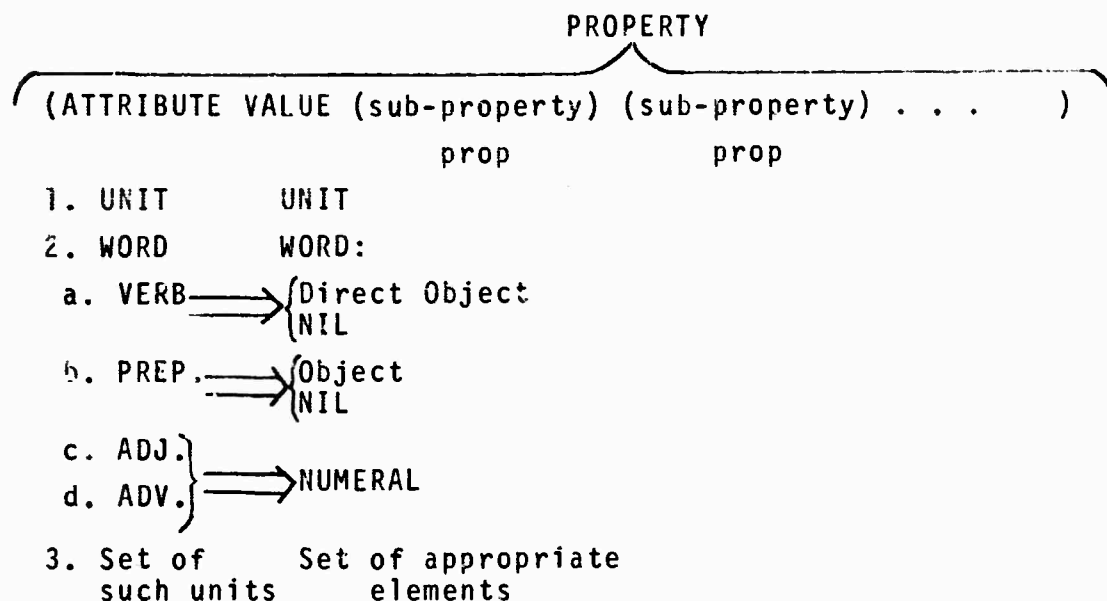 PROPERTY
(ATTRIBUTE VALUE (sub-property) (sub-property) . . . )
prop prop
1. UNIT UNIT
2. WORD WORD:
a. VERB Direct Object
NIL
b. PREP. Object
NIL
c. ADJ.
NUMERAL
d. ADV.
3. Set of Set of appropriate
such units elements